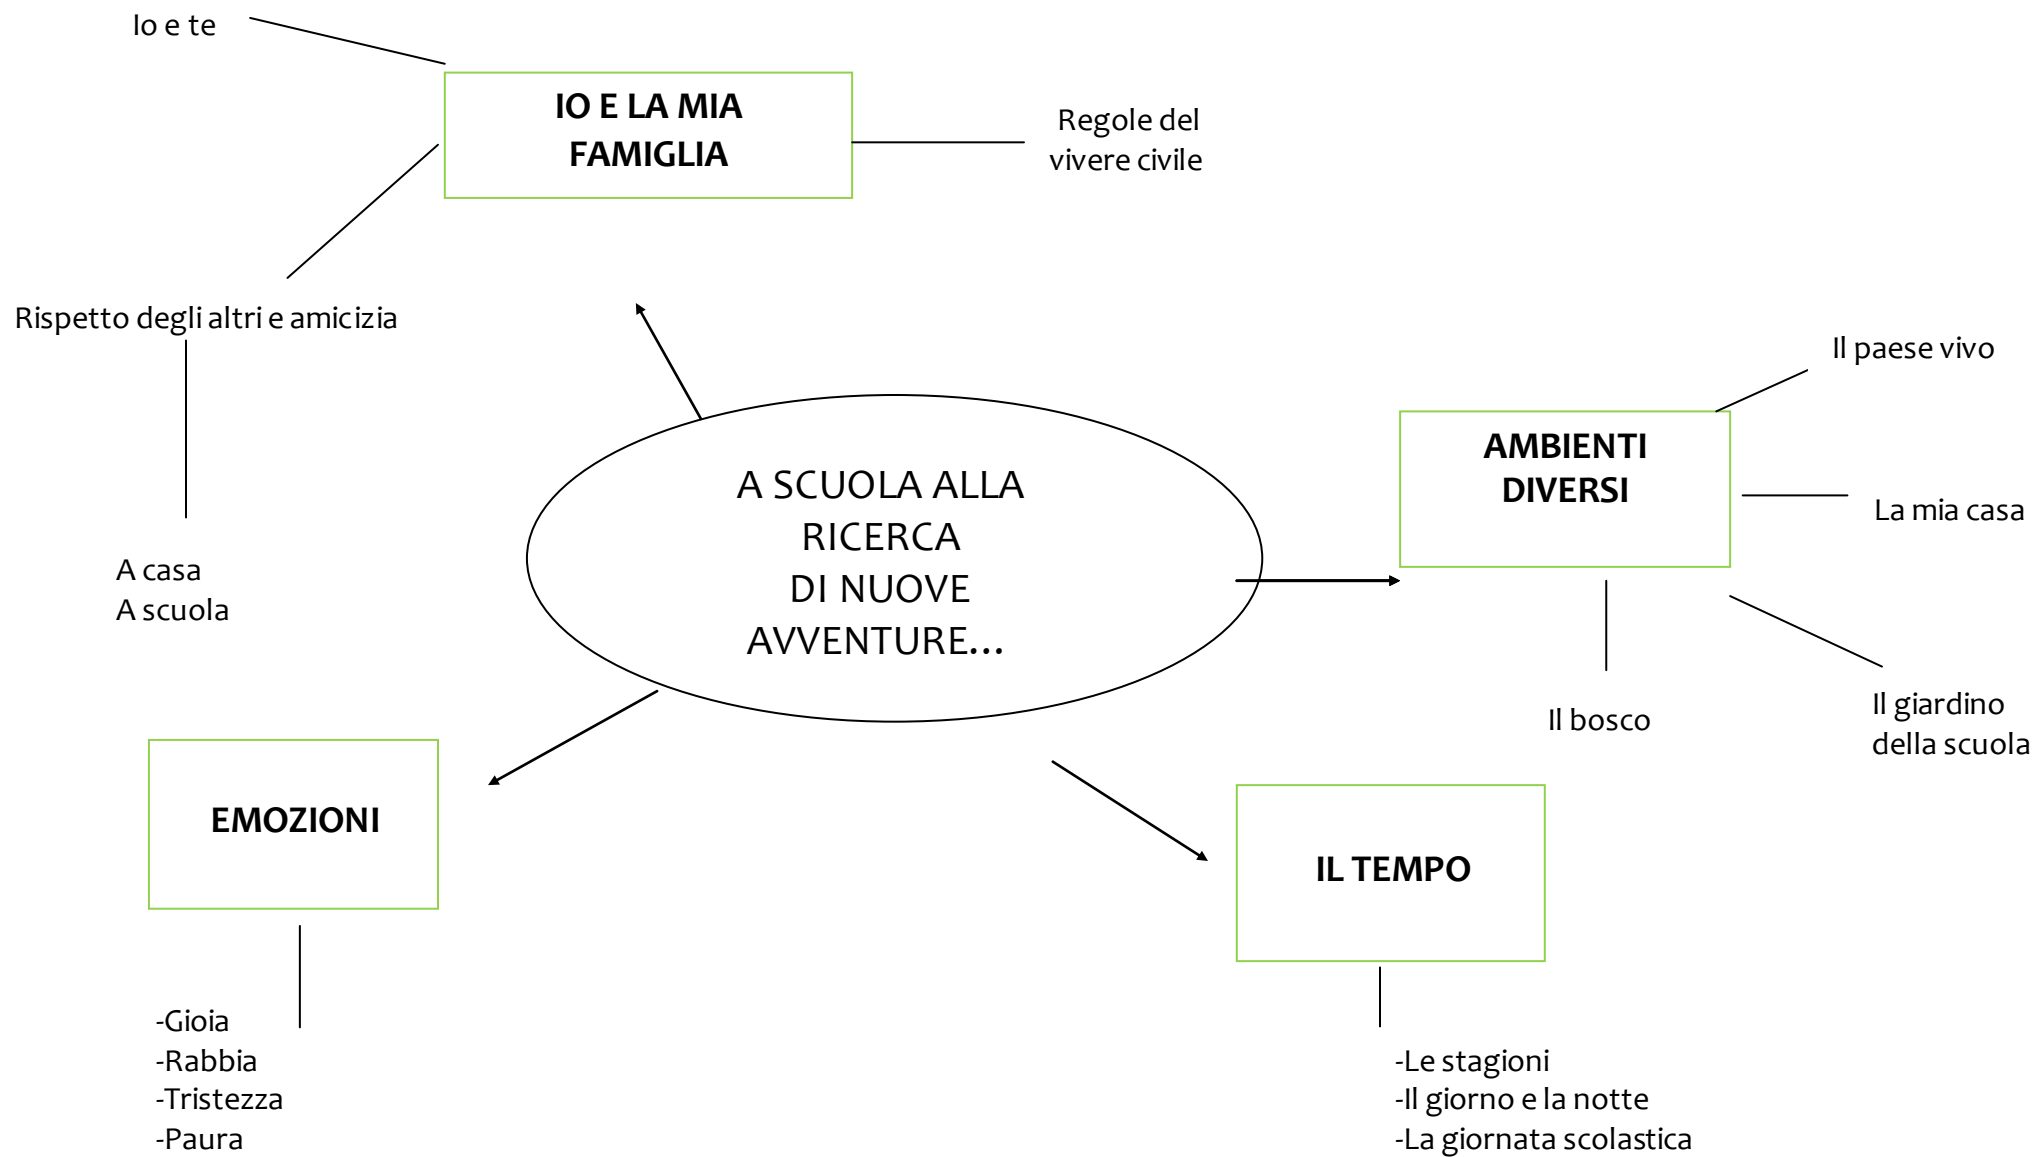 Io e te
IO E LA MIA
FAMIGLIA
Regole del
vivere civile
Rispetto degli altri e amicizia
A casa
A scuola
A SCUOLA ALLA
RICERCA
DI NUOVE
AVVENTURE...
Il paese vivo
AMBIENTI
DIVERSI
La mia casa
Il bosco
Il giardino
della scuola
EMOZIONI
-Gioia
-Rabbia
-Tristezza
-Paura
IL TEMPO
-Le stagioni
-Il giorno e la notte
-La giornata scolastica